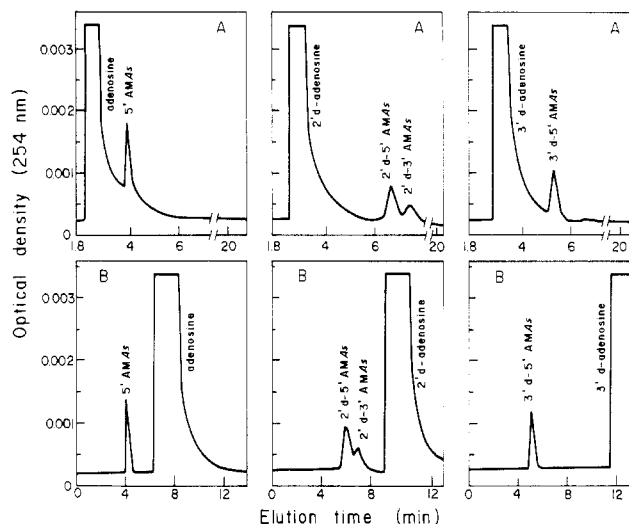 A
A
A
0.003
0.002
0.001
0
adenosine
5' AMAs
2' d-adenosine
2' d-5' AMAs
2' d-3' AMAs
3' d-adenosine
3' d-5' AMAs
1.8 4 6 20
1.8 4 6 20
1.8 4 6 20
Optical density (254 nm)
B
B
B
0.003
0.002
0.001
0
5' AMAs
adenosine
2' d-5' AMAs
2' d-3' AMAs
2' d-adenosine
3' d-5' AMAs
3' d-adenosine
0 4 8 12
0 4 8 12
0 4 8 12
Elution time (min)